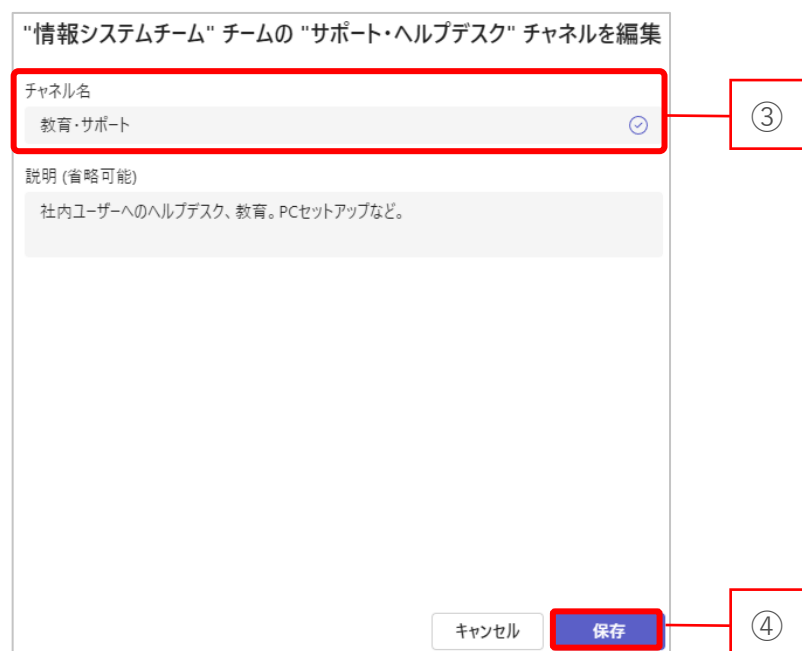 "情報システムチーム" チームの "サポート・ヘルプデスク" チャネルを編集
チャネル名
教育・サポート
③
説明 (省略可能)
社内ユーザーへのヘルプデスク、教育。PCセットアップなど。
キャンセル
保存
④